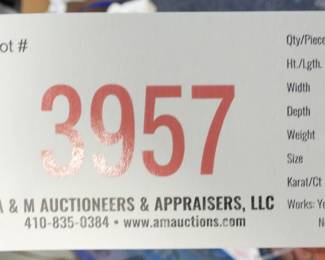 ot #
3957
A & M AUCTIONEERS & APPRAISERS, LLC
410-835-0384 • www.amauctions.com
Qty/Piece
Ht./Lgth.
Width
Depth
Weight
Size
Karat/Ct
Works: Ye
N